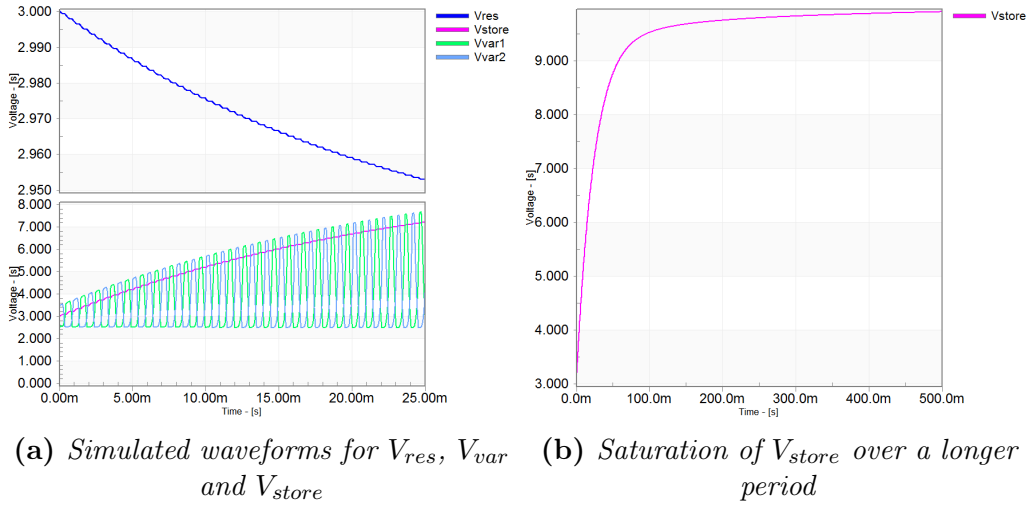 3.000
2.990
2.980
2.970
2.960
2.950
Voltage - [s]
Vres
Vstore
Vvar1
Vvar2
8.000
7.000
6.000
5.000
4.000
3.000
2.000
1.000
0.000
Voltage - [s]
0.00m 5.00m 10.00m 15.00m 20.00m 25.00m
Time - [s]
9.000
8.000
7.000
6.000
5.000
4.000
3.000
Voltage - [s]
Vstore
0.0m 100.0m 200.0m 300.0m 400.0m 500.0m
Time - [s]
(a) Simulated waveforms for Vres, Vvar
and Vstore
(b) Saturation of Vstore over a longer
period